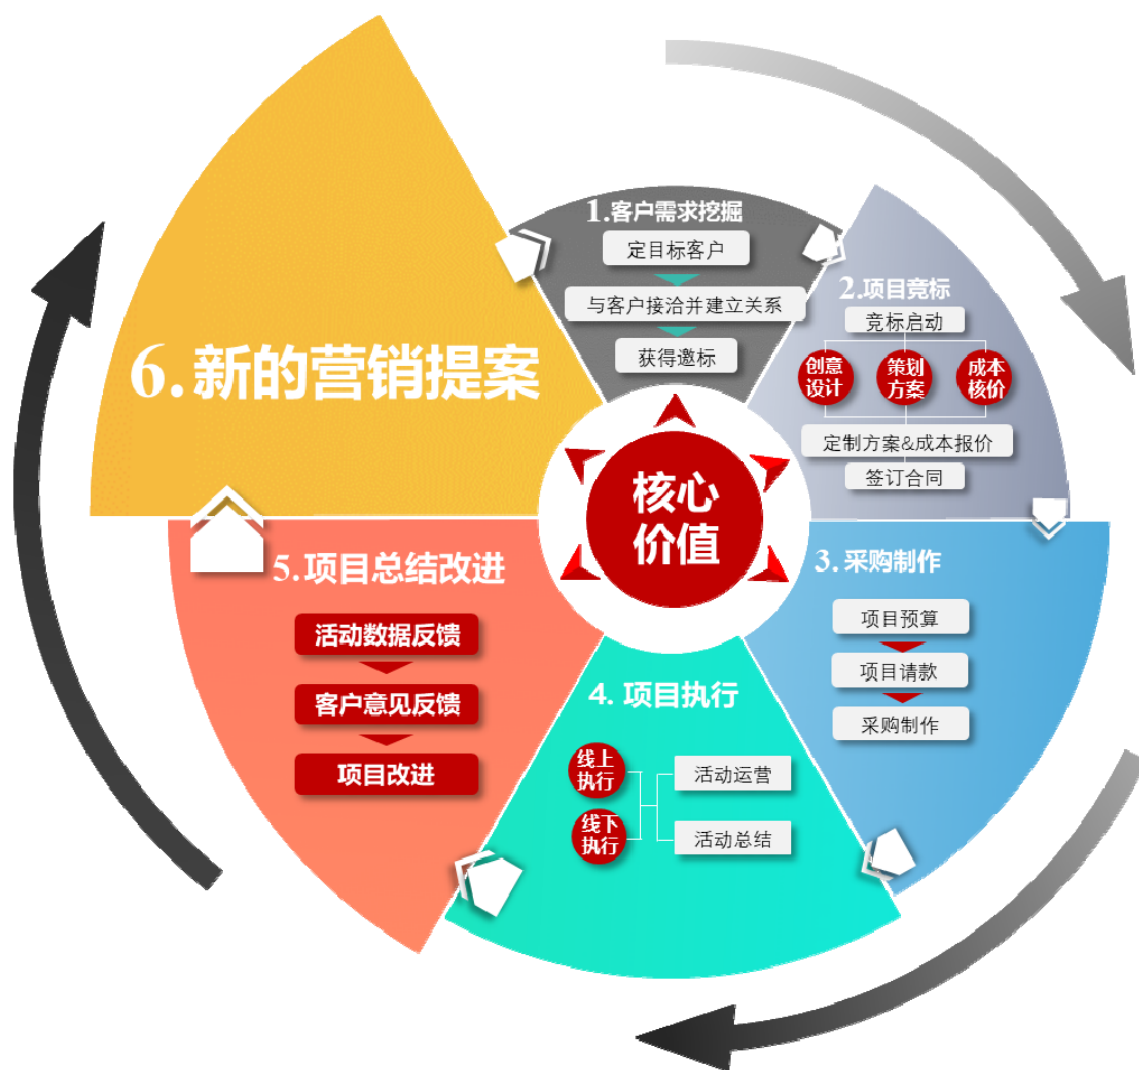 1.客户需求挖掘
定目标客户
与客户接洽并建立关系
获得邀标
2.项目竞标
竞标启动
创意
设计
策划
方案
成本
核价
定制方案&成本报价
签订合同
3. 采购制作
项目预算
项目请款
采购制作
4. 项目执行
线上
执行
线下
执行
活动运营
活动总结
5.项目总结改进
活动数据反馈
客户意见反馈
项目改进
6.新的营销提案
核心
价值